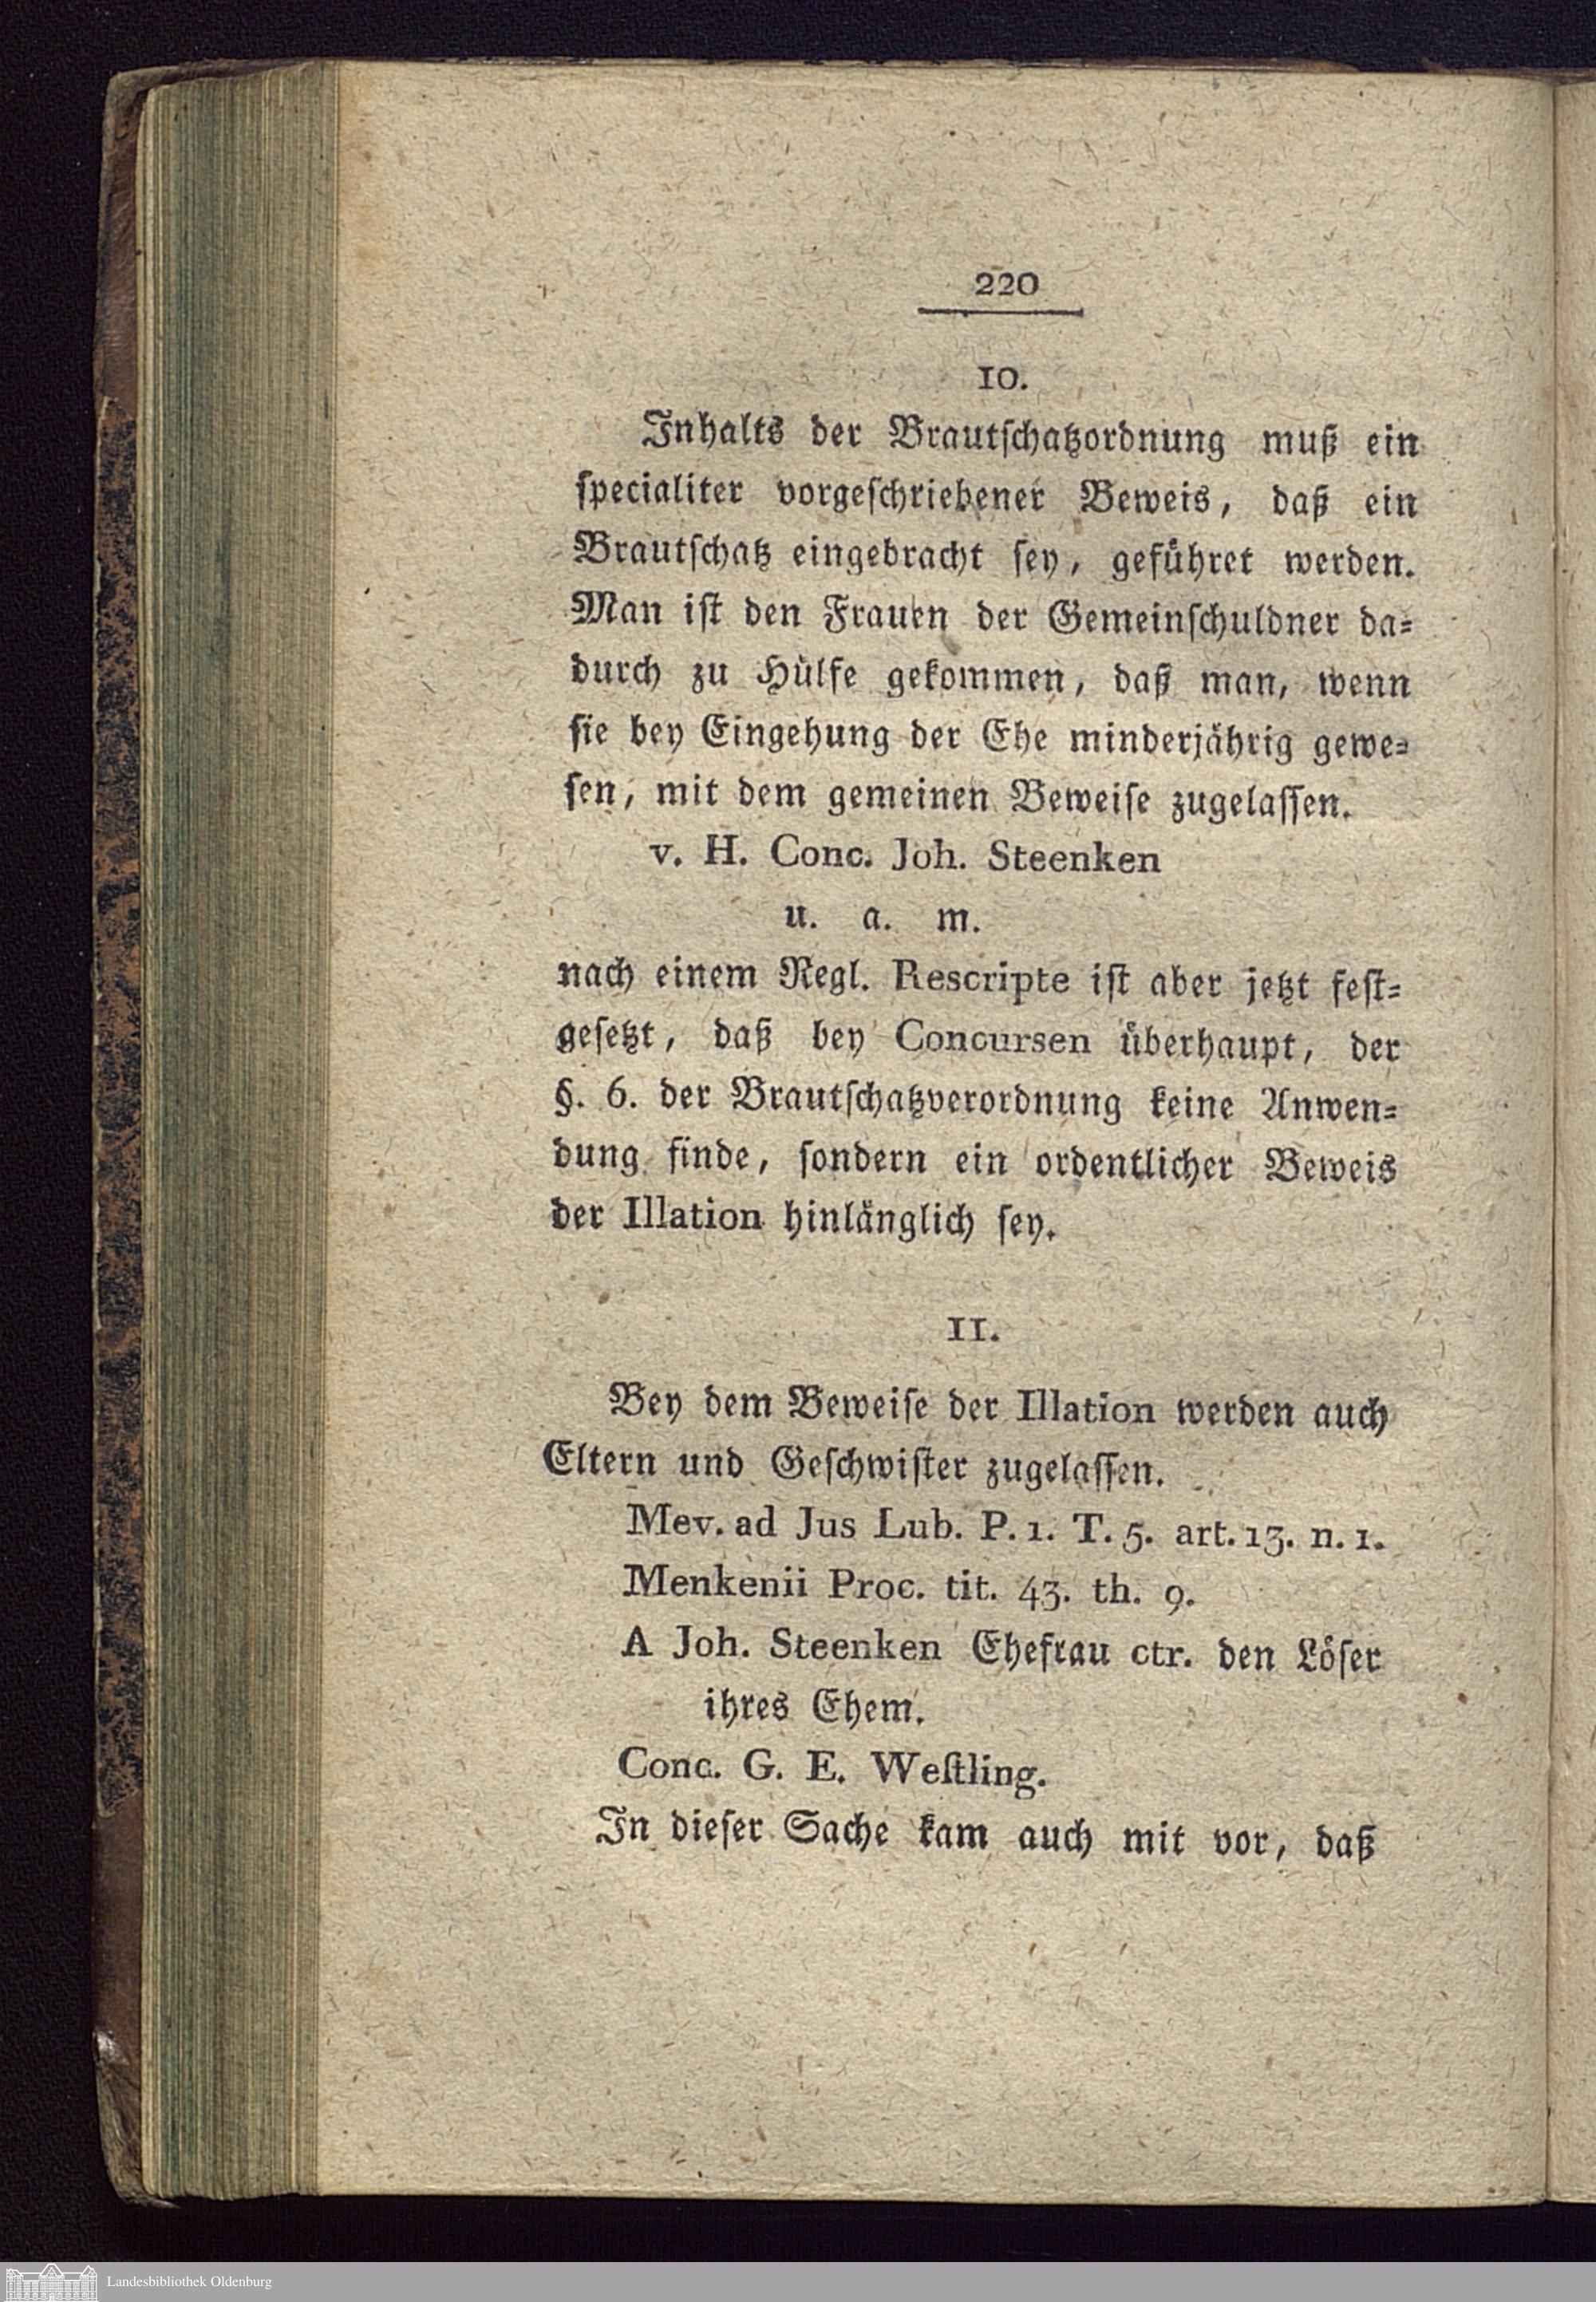 220
10.
Inhalts der Brautschatzordnung muß ein
specialiter vorgeschriebener Beweis, daß ein
Brautschatz eingebracht sey, geführet werden.
Man ist den Frauen der Gemeinschuldner da-
durch zu Hülfe gekommen, daß man, wenn
sie bey Eingehung der Ehe minderjährig gewe-
sen, mit dem gemeinen Beweise zugelassen.
v. H. Conc. Joh. Steenken
u. a. m.
nach einem Regl. Rescripte ist aber jetzt fest-
gesetzt, daß bey Concursen überhaupt, der
§. 6. der Brautschatzverordnung keine Anwen-
dung finde, sondern ein ordentlicher Beweis
der Illation hinlänglich sey.
11.
Bey dem Beweise der Illation werden auch
Eltern und Geschwister zugelassen.
Mev. ad Jus Lub. P. 1. T. 5. art. 13. n. 1.
Menkenii Proc. tit. 43. th. 9.
A Joh. Steenken Ehefrau ctr. den Löser
ihres Ehem.
Conc. G. E. Westling.
In dieser Sache kam auch mit vor, daß
Landesbibliothek Oldenburg